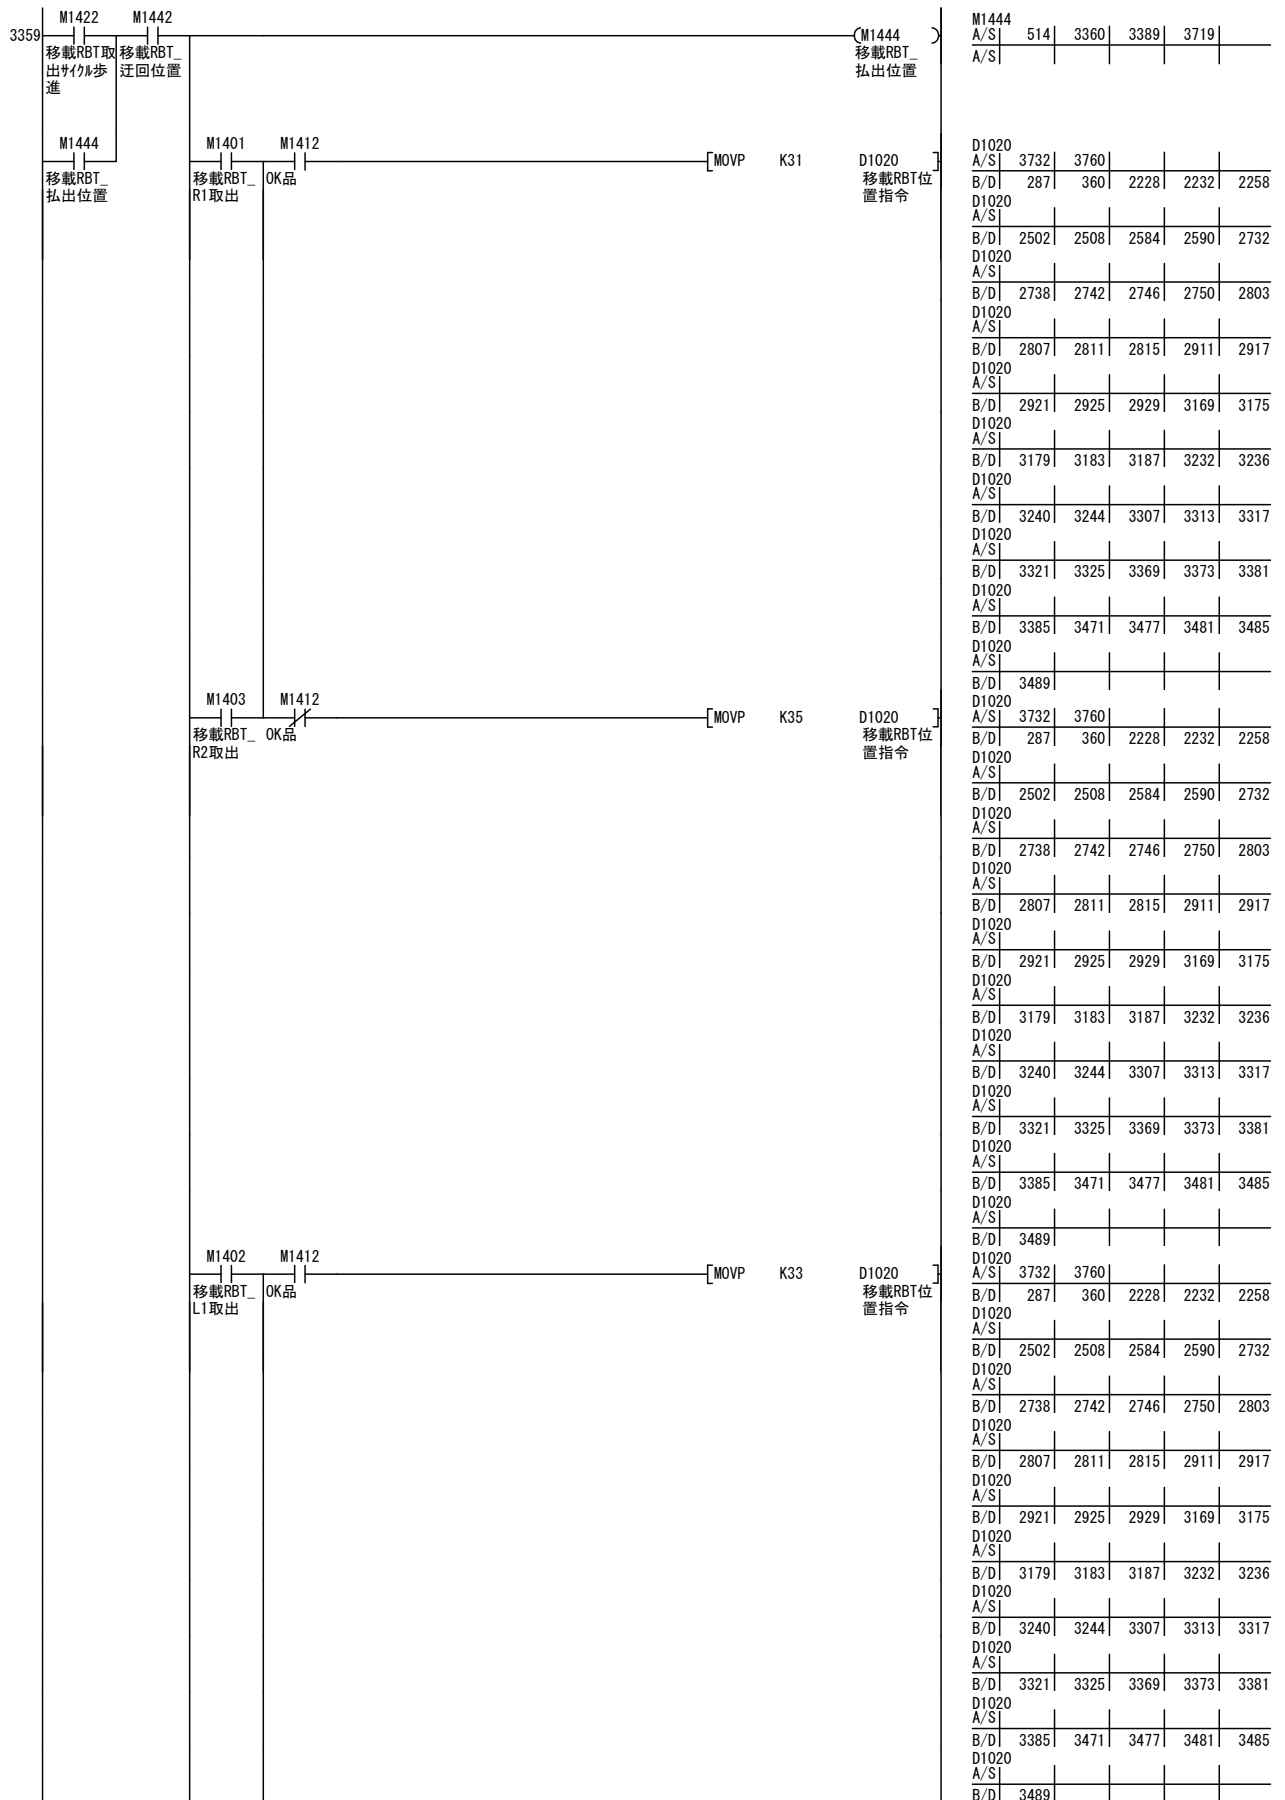 M1422 M1442 M1444
3359 (M1444 ) A/S 514 3360 3389 3719
移載RBT取 移載RBT_ 移載RBT_ A/S
出ｻｲｸﾙ歩 迂回位置 払出位置
進
M1444 M1401 M1412 D1020
[MOVP K31 D1020 ] A/S 3732 3760
移載RBT_ 移載RBT_ OK品 移載RBT位 B/D 287 360 2228 2232 2258
払出位置 R1取出 置指令 D1020
A/S
B/D 2502 2508 2584 2590 2732
D1020
A/S
B/D 2738 2742 2746 2750 2803
D1020
A/S
B/D 2807 2811 2815 2911 2917
D1020
A/S
B/D 2921 2925 2929 3169 3175
D1020
A/S
B/D 3179 3183 3187 3232 3236
D1020
A/S
B/D 3240 3244 3307 3313 3317
D1020
A/S
B/D 3321 3325 3369 3373 3381
D1020
A/S
B/D 3385 3471 3477 3481 3485
D1020
A/S
B/D 3489
M1403 M1412 D1020
[MOVP K35 D1020 ] A/S 3732 3760
移載RBT_ OK品 移載RBT位 B/D 287 360 2228 2232 2258
R2取出 置指令 D1020
A/S
B/D 2502 2508 2584 2590 2732
D1020
A/S
B/D 2738 2742 2746 2750 2803
D1020
A/S
B/D 2807 2811 2815 2911 2917
D1020
A/S
B/D 2921 2925 2929 3169 3175
D1020
A/S
B/D 3179 3183 3187 3232 3236
D1020
A/S
B/D 3240 3244 3307 3313 3317
D1020
A/S
B/D 3321 3325 3369 3373 3381
D1020
A/S
B/D 3385 3471 3477 3481 3485
D1020
A/S
B/D 3489
M1402 M1412 D1020
[MOVP K33 D1020 ] A/S 3732 3760
移載RBT_ OK品 移載RBT位 B/D 287 360 2228 2232 2258
L1取出 置指令 D1020
A/S
B/D 2502 2508 2584 2590 2732
D1020
A/S
B/D 2738 2742 2746 2750 2803
D1020
A/S
B/D 2807 2811 2815 2911 2917
D1020
A/S
B/D 2921 2925 2929 3169 3175
D1020
A/S
B/D 3179 3183 3187 3232 3236
D1020
A/S
B/D 3240 3244 3307 3313 3317
D1020
A/S
B/D 3321 3325 3369 3373 3381
D1020
A/S
B/D 3385 3471 3477 3481 3485
D1020
A/S
B/D 3489